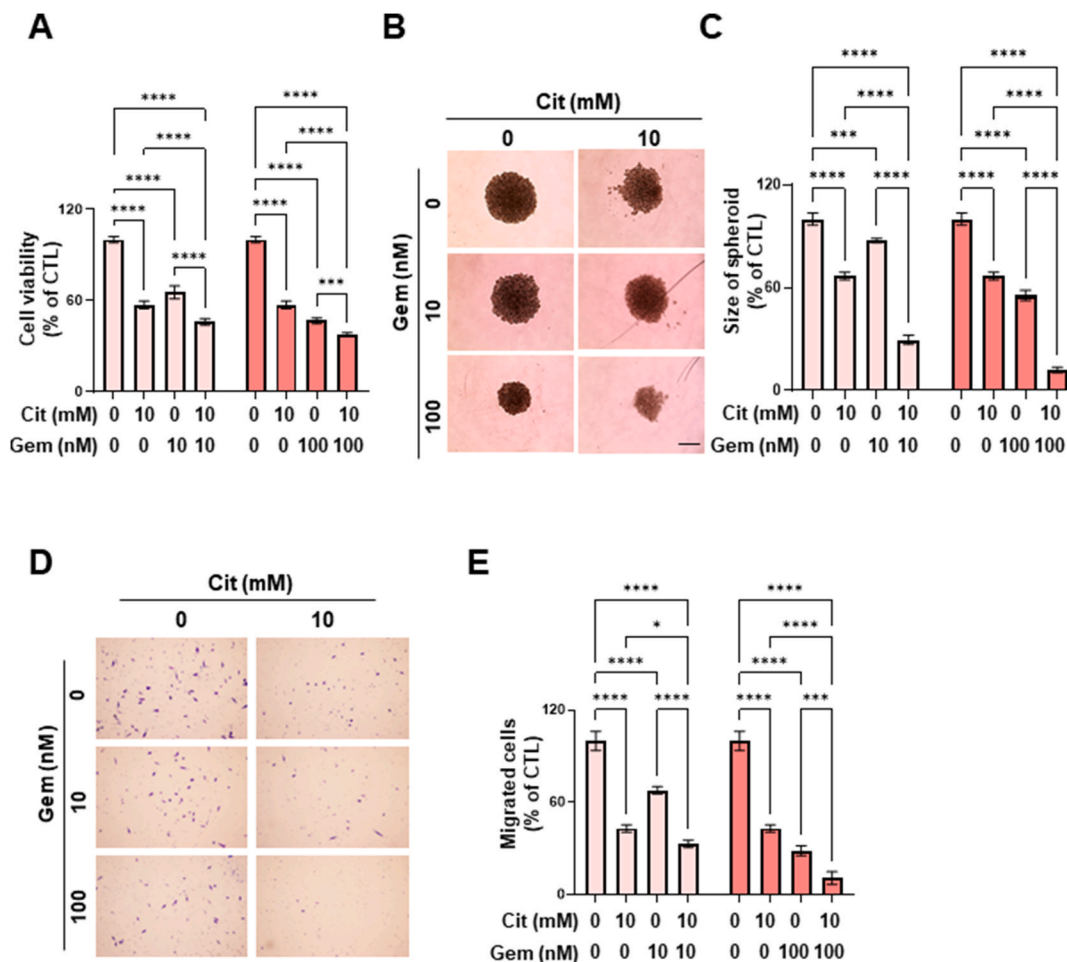 A
****
****
****
****
****
****
****
****
****
***
120
60
0
Cell viability
(% of CTL)
Cit (mM) 0 10 0 10 0 10 0 10
Gem (nM) 0 0 10 10 0 0 100 100
B
Cit (mM)
0 10
Gem (nM)
0
10
100
C
****
****
****
****
***
****
****
****
****
****
120
60
0
Size of spheroid
(% of CTL)
Cit (mM) 0 10 0 10 0 10 0 10
Gem (nM) 0 0 10 10 0 0 100 100
D
Cit (mM)
0 10
Gem (nM)
0
10
100
E
****
****
*
****
****
****
****
****
****
***
120
60
0
Migrated cells
(% of CTL)
Cit (mM) 0 10 0 10 0 10 0 10
Gem (nM) 0 0 10 10 0 0 100 100